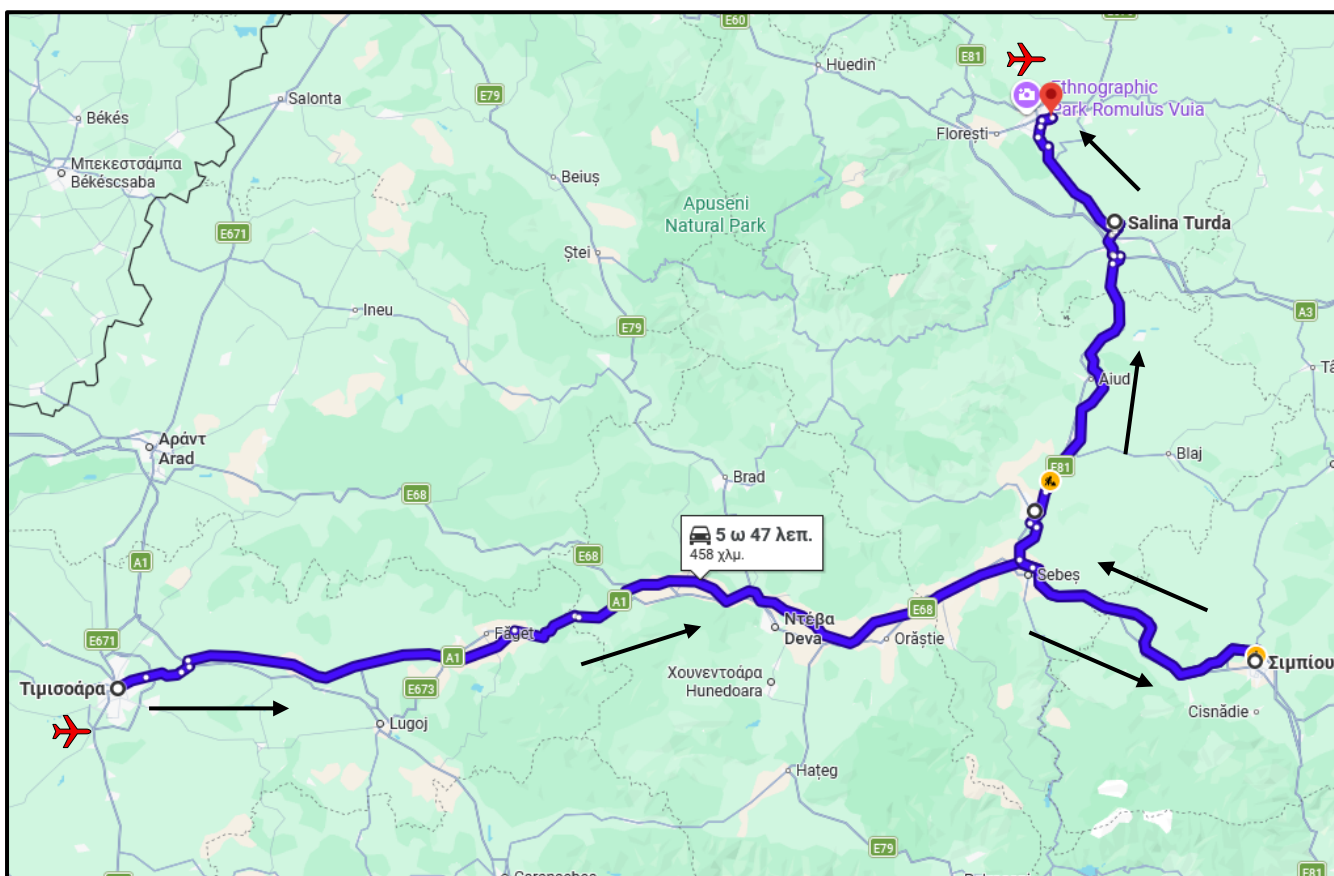 E60
E81
Huedin
E79
Salonta
Ethnographic
Park Romulus Vuia
Békés
Florești
Μπεκεστσάμπα
Békéscsaba
Beiuș
Apuseni
Natural Park
Salina Turda
E671
Ștei
Ineu
A3
E79
Aiud
Αράντ
Arad
Blaj
E81
Brad
E68
5 ω 47 λεπ.
458 χλμ.
E68
A1
Sebeș
A1
E68
Ντέβα
Deva
Făget
Orăștie
E671
A1
Σιμπίου
Χουνεντοάρα
Hunedoara
Τιμισοάρα
E673
Cisnădie
Lugoj
Hațeg
E79
E81